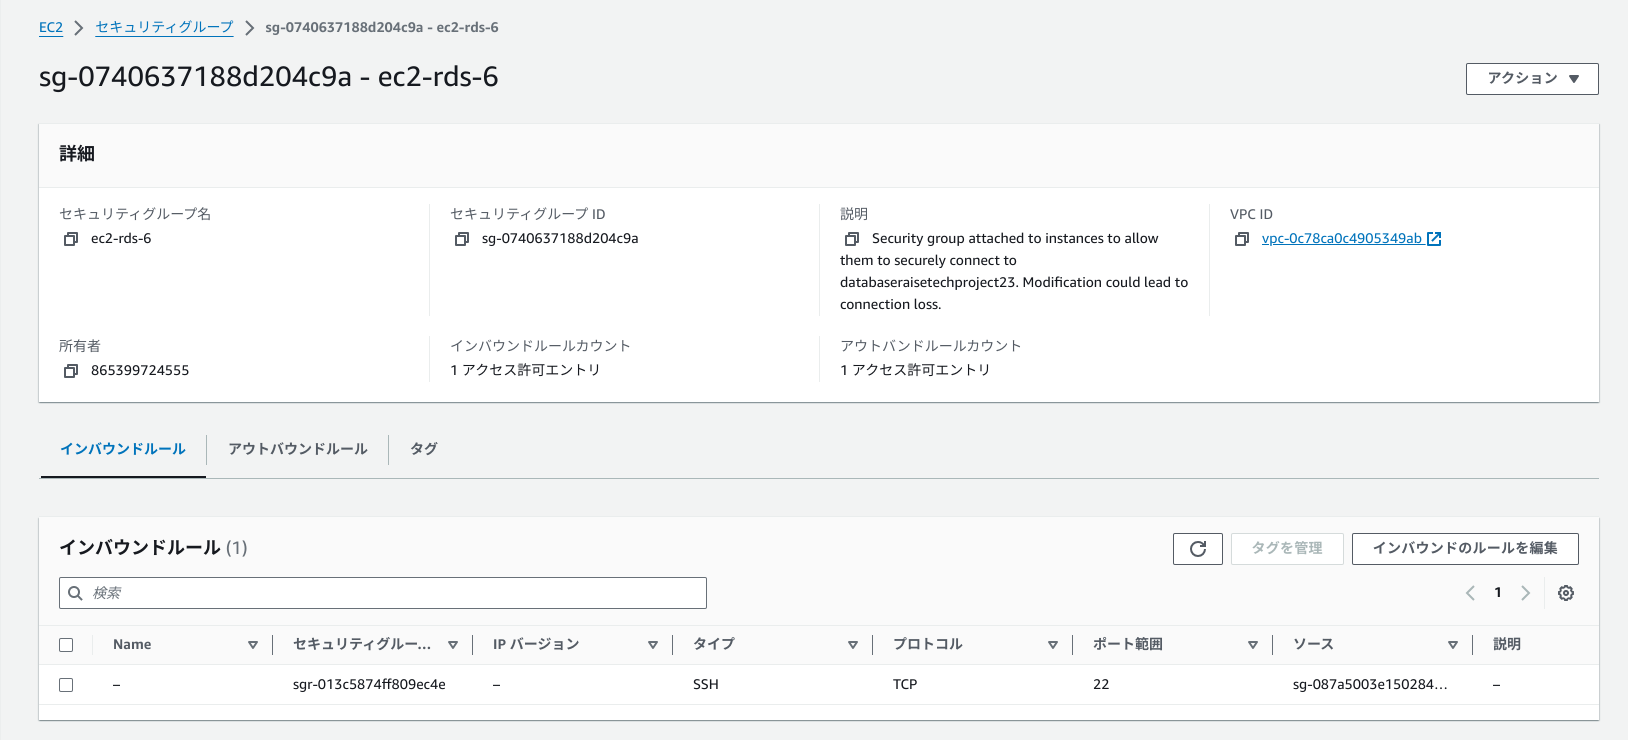 EC2 > セキュリティグループ > sg-0740637188d204c9a - ec2-rds-6
sg-0740637188d204c9a - ec2-rds-6
アクション
詳細
セキュリティグループ名
ec2-rds-6
セキュリティグループ ID
sg-0740637188d204c9a
説明
Security group attached to instances to allow
them to securely connect to
databaseraisetechproject23. Modification could lead to
connection loss.
VPC ID
vpc-0c78ca0c4905349ab
所有者
865399724555
インバウンドルールカウント
1 アクセス許可エントリ
アウトバンドルールカウント
1 アクセス許可エントリ
インバウンドルール アウトバウンドルール タグ
インバウンドルール (1)
タグを管理 インバウンドのルールを編集
検索
1
Name セキュリティグルー... IP バージョン タイプ プロトコル ポート範囲 ソース 説明
– sgr-013c5874ff809ec4e – SSH TCP 22 sg-087a5003e150284... –